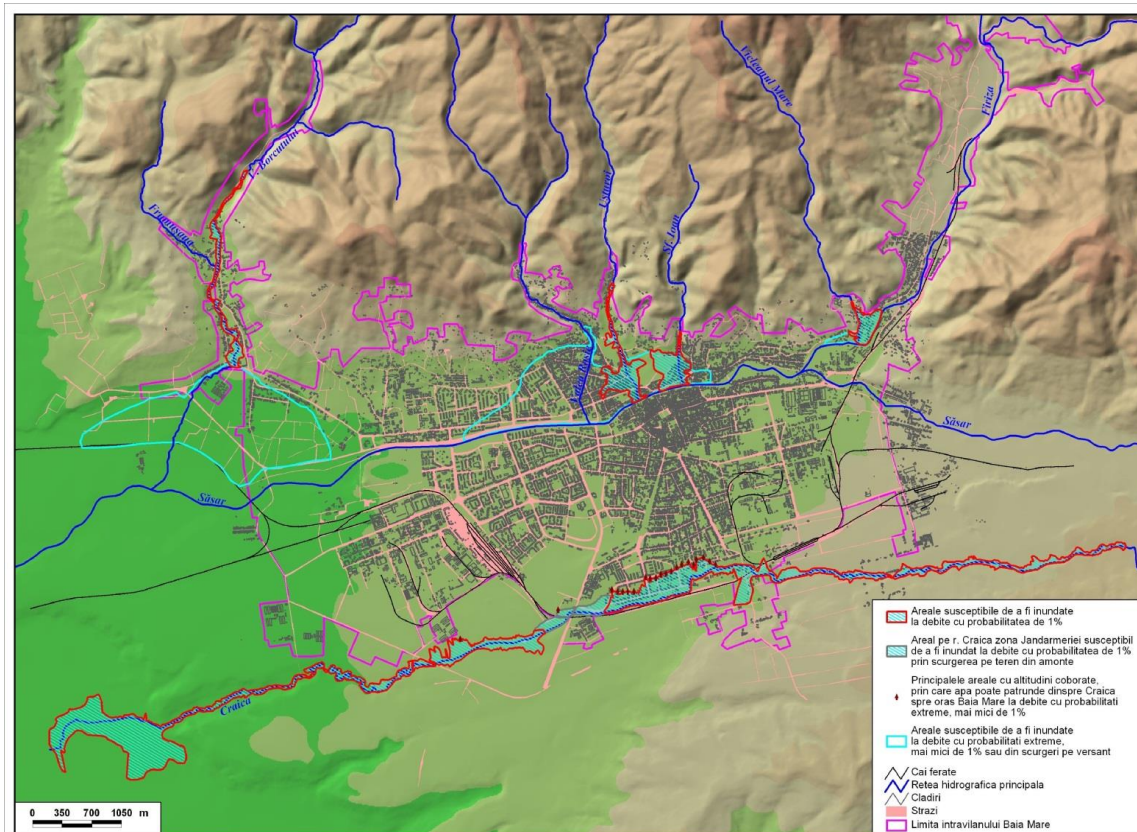 Vicleanul Mare
Firiza
V. Borcutului
Usturoi
Sf. Ioan
Valea Rosie
Săsar
Săsar
Craica
Areale susceptibile de a fi inundate
la debite cu probabilitatea de 1%
Areal pe r. Craica zona Jandarmeriei susceptibil
de a fi inundat la debite cu probabilitatea de 1%
prin scurgerea pe teren din amonte
Principalele areale cu altitudini coborate,
prin care apa poate patrunde dinspre Craica
spre oras Baia Mare la debite cu probabilitati
extreme, mai mici de 1%
Areale susceptibile de a fi inundate
la debite cu probabilitati extreme,
mai mici de 1% sau din scurgeri pe versant
Cai ferate
Retea hidrografica principala
Cladiri
Strazi
Limita intravilanului Baia Mare
0 350 700 1050 m